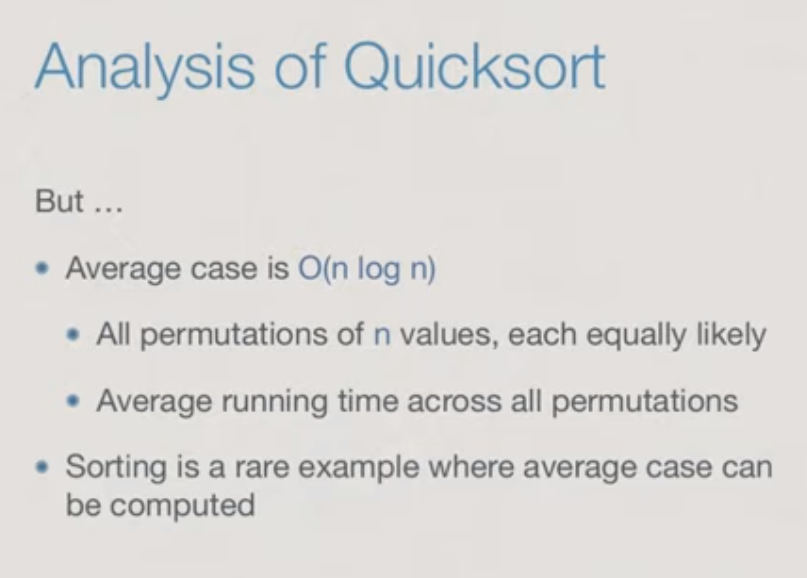 Analysis of Quicksort
But ...
• Average case is O(n log n)
• All permutations of n values, each equally likely
• Average running time across all permutations
• Sorting is a rare example where average case can
be computed